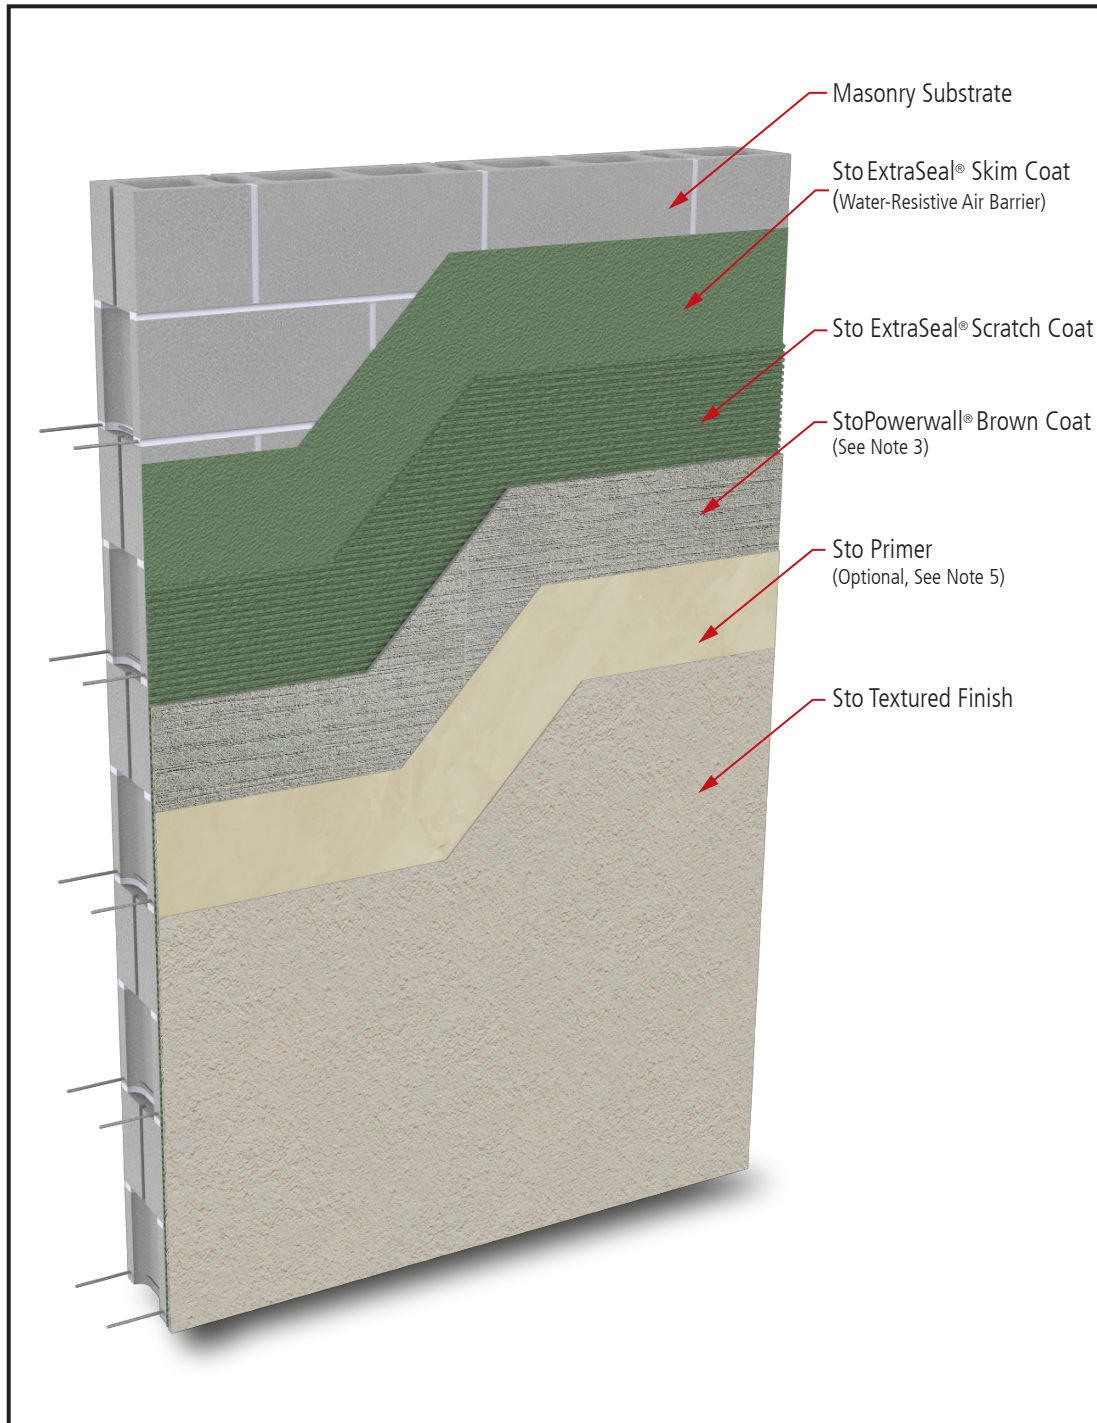 Masonry Substrate
Sto ExtraSeal® Skim Coat
(Water-Resistive Air Barrier)
Sto ExtraSeal® Scratch Coat
StoPowerwall® Brown Coat
(See Note 3)
Sto Primer
(Optional, See Note 5)
Sto Textured Finish